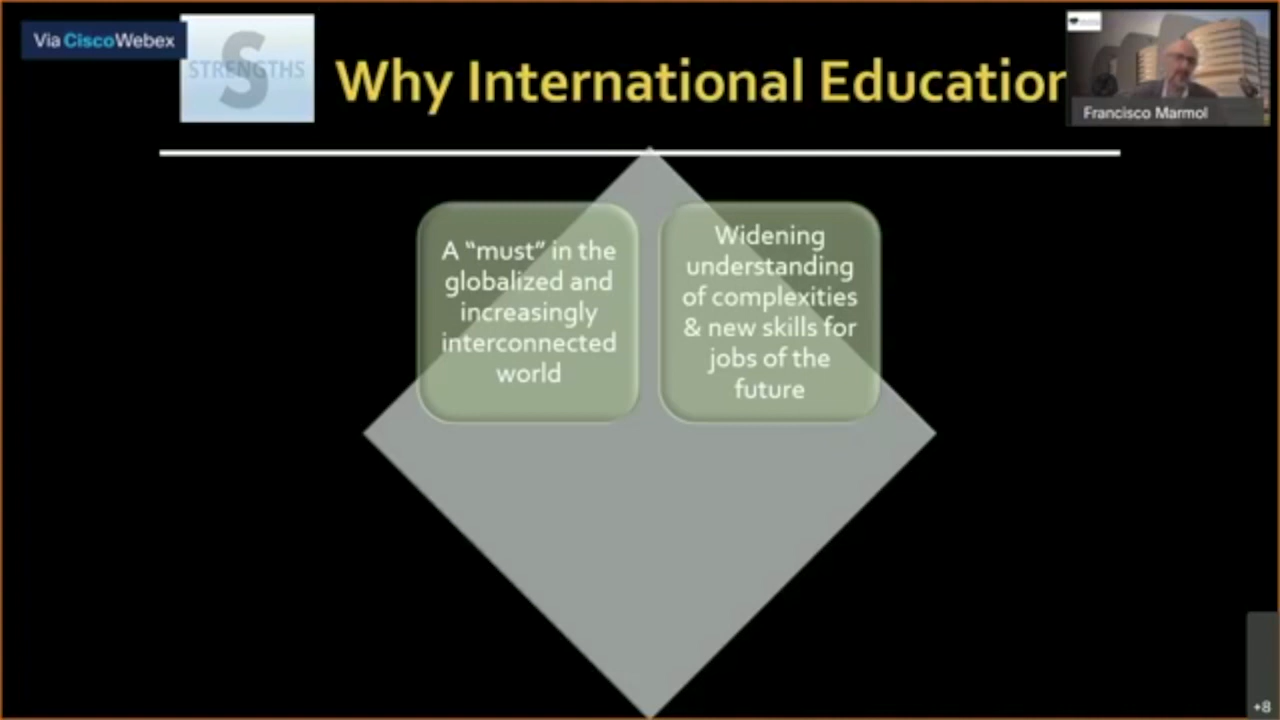 Via CiscoWebex
S
STRENGTHS
Why International Education
Francisco Marmol
A “must” in the
globalized and
increasingly
interconnected
world
Widening
understanding
of complexities
& new skills for
jobs of the
future
+8